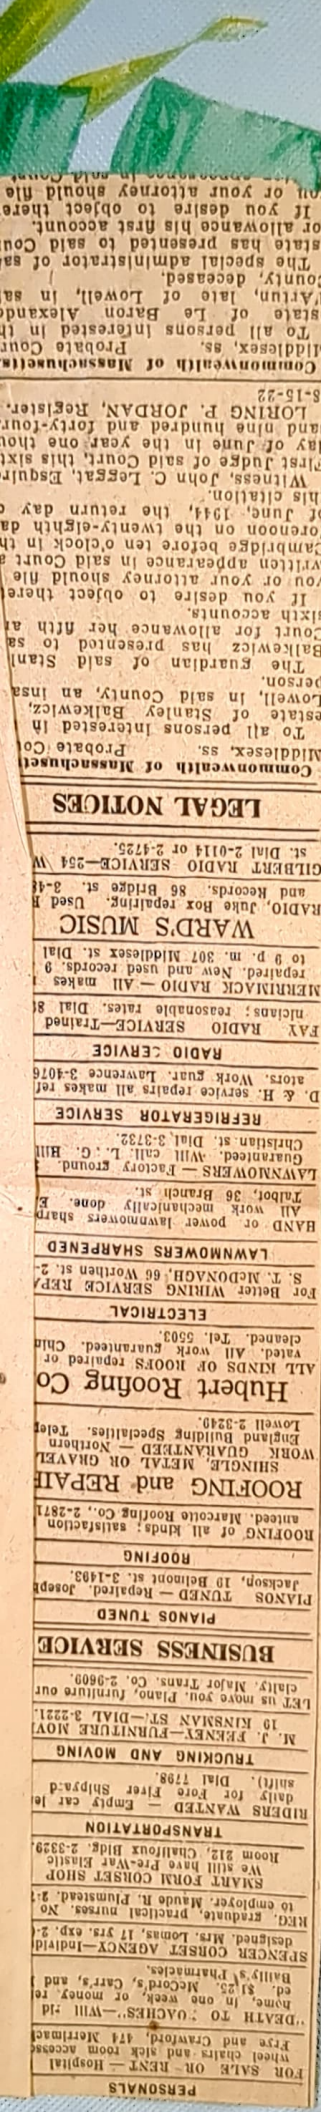 PERSONALS
FOR SALE OR RENT — Hospital
wheel chairs and sick room access
Frye and Crawford, 474 Merrimac
"DEATH TO ROACHES"—Will rid
home, in one week, or money re
ed. $1.25. McCord's, Carr's, and
Bailly's Pharmacies.
SPENCER CORSET AGENCY—Individ
designed. Mrs. Lomas, 17 yrs. exp. 2-
REG. graduate, practical nurses. No
to employer. Maude R. Plumstead. 2-
SMART FORM CORSET SHOP
We still have Pre-War Elastic
Room 212, Chalifoux Bldg. 2-3329.
TRANSPORTATION
RIDERS WANTED — Empty car le
daily for Fore River Shipyard
shift). Dial 7798.
TRUCKING AND MOVING
M. J. FEENEY—FURNITURE MOV
19 KINSMAN ST.—DIAL 3-2221.
LET us move you. Piano, furniture our
cialty. Major Trans. Co. 2-9609.
BUSINESS SERVICE
PIANOS TUNED
PIANOS TUNED — Repaired. Josep
Jackson, 19 Belmont st. 3-1493.
ROOFING
ROOFING of all kinds; satisfaction
anteed. Marcotte Roofing Co., 2-2871
ROOFING and REPAIR
SHINGLE, METAL OR GRAVEL
WORK GUARANTEED — Northern
England Building Specialties. Tele
Lowell 2-3249.
Hubert Roofing Co
ALL KINDS OF ROOFS repaired or
vated. All work guaranteed. Chim
cleaned. Tel. 5503.
ELECTRICAL
For Better WIRING SERVICE REPA
S. T. McDONAGH, 66 Worthen st. 2-
LAWNMOWERS SHARPENED
HAND or power lawnmowers sharp
All work mechanically done. E.
Talbot, 36 Branch st.
LAWNMOWERS — Factory ground.
Guaranteed. Will call. L. G. Hill
Christian st. Dial 3-3732.
REFRIGERATOR SERVICE
D. & H. service repairs all makes ref
ators. Work guar. Lawrence 3-4076
RADIO SERVICE
FAY RADIO SERVICE—Trained
nicians; reasonable rates. Dial 8
MERRIMACK RADIO — All makes
repaired. New and used records. 9
to 9 p. m. 307 Middlesex st. Dial
WARD'S MUSIC
RADIO, Juke Box repairing. Used R
and Records. 86 Bridge st. 3-48
GILBERT RADIO SERVICE—254 W
st. Dial 2-0114 or 2-4725.
LEGAL NOTICES
Commonwealth of Massachuset
Middlesex, ss. Probate Co
To all persons interested in
estate of Stanley Balkewicz,
Lowell, in said County, an insa
person.
The guardian of said Stanl
Balkewicz has presented to sa
Court for allowance her fifth a
sixth accounts.
If you desire to object there
you or your attorney should file
written appearance in said Court a
Cambridge before ten o'clock in th
forenoon on the twenty-eighth da
of June, 1944, the return day o
this citation.
Witness, John C. Leggat, Esquir
First Judge of said Court, this sixt
day of June in the year one thou
sand nine hundred and forty-four.
LORING P. JORDAN, Register.
J-8-15-22
Commonwealth of Massachusetts
Middlesex, ss. Probate Cour
To all persons interested in th
estate of Le Baron Alexand
D'Artun, late of Lowell, in sa
County, deceased.
The special administrator of sa
estate has presented to said Cou
for allowance his first account.
If you desire to object there
you or your attorney should file
written appearance in said Court